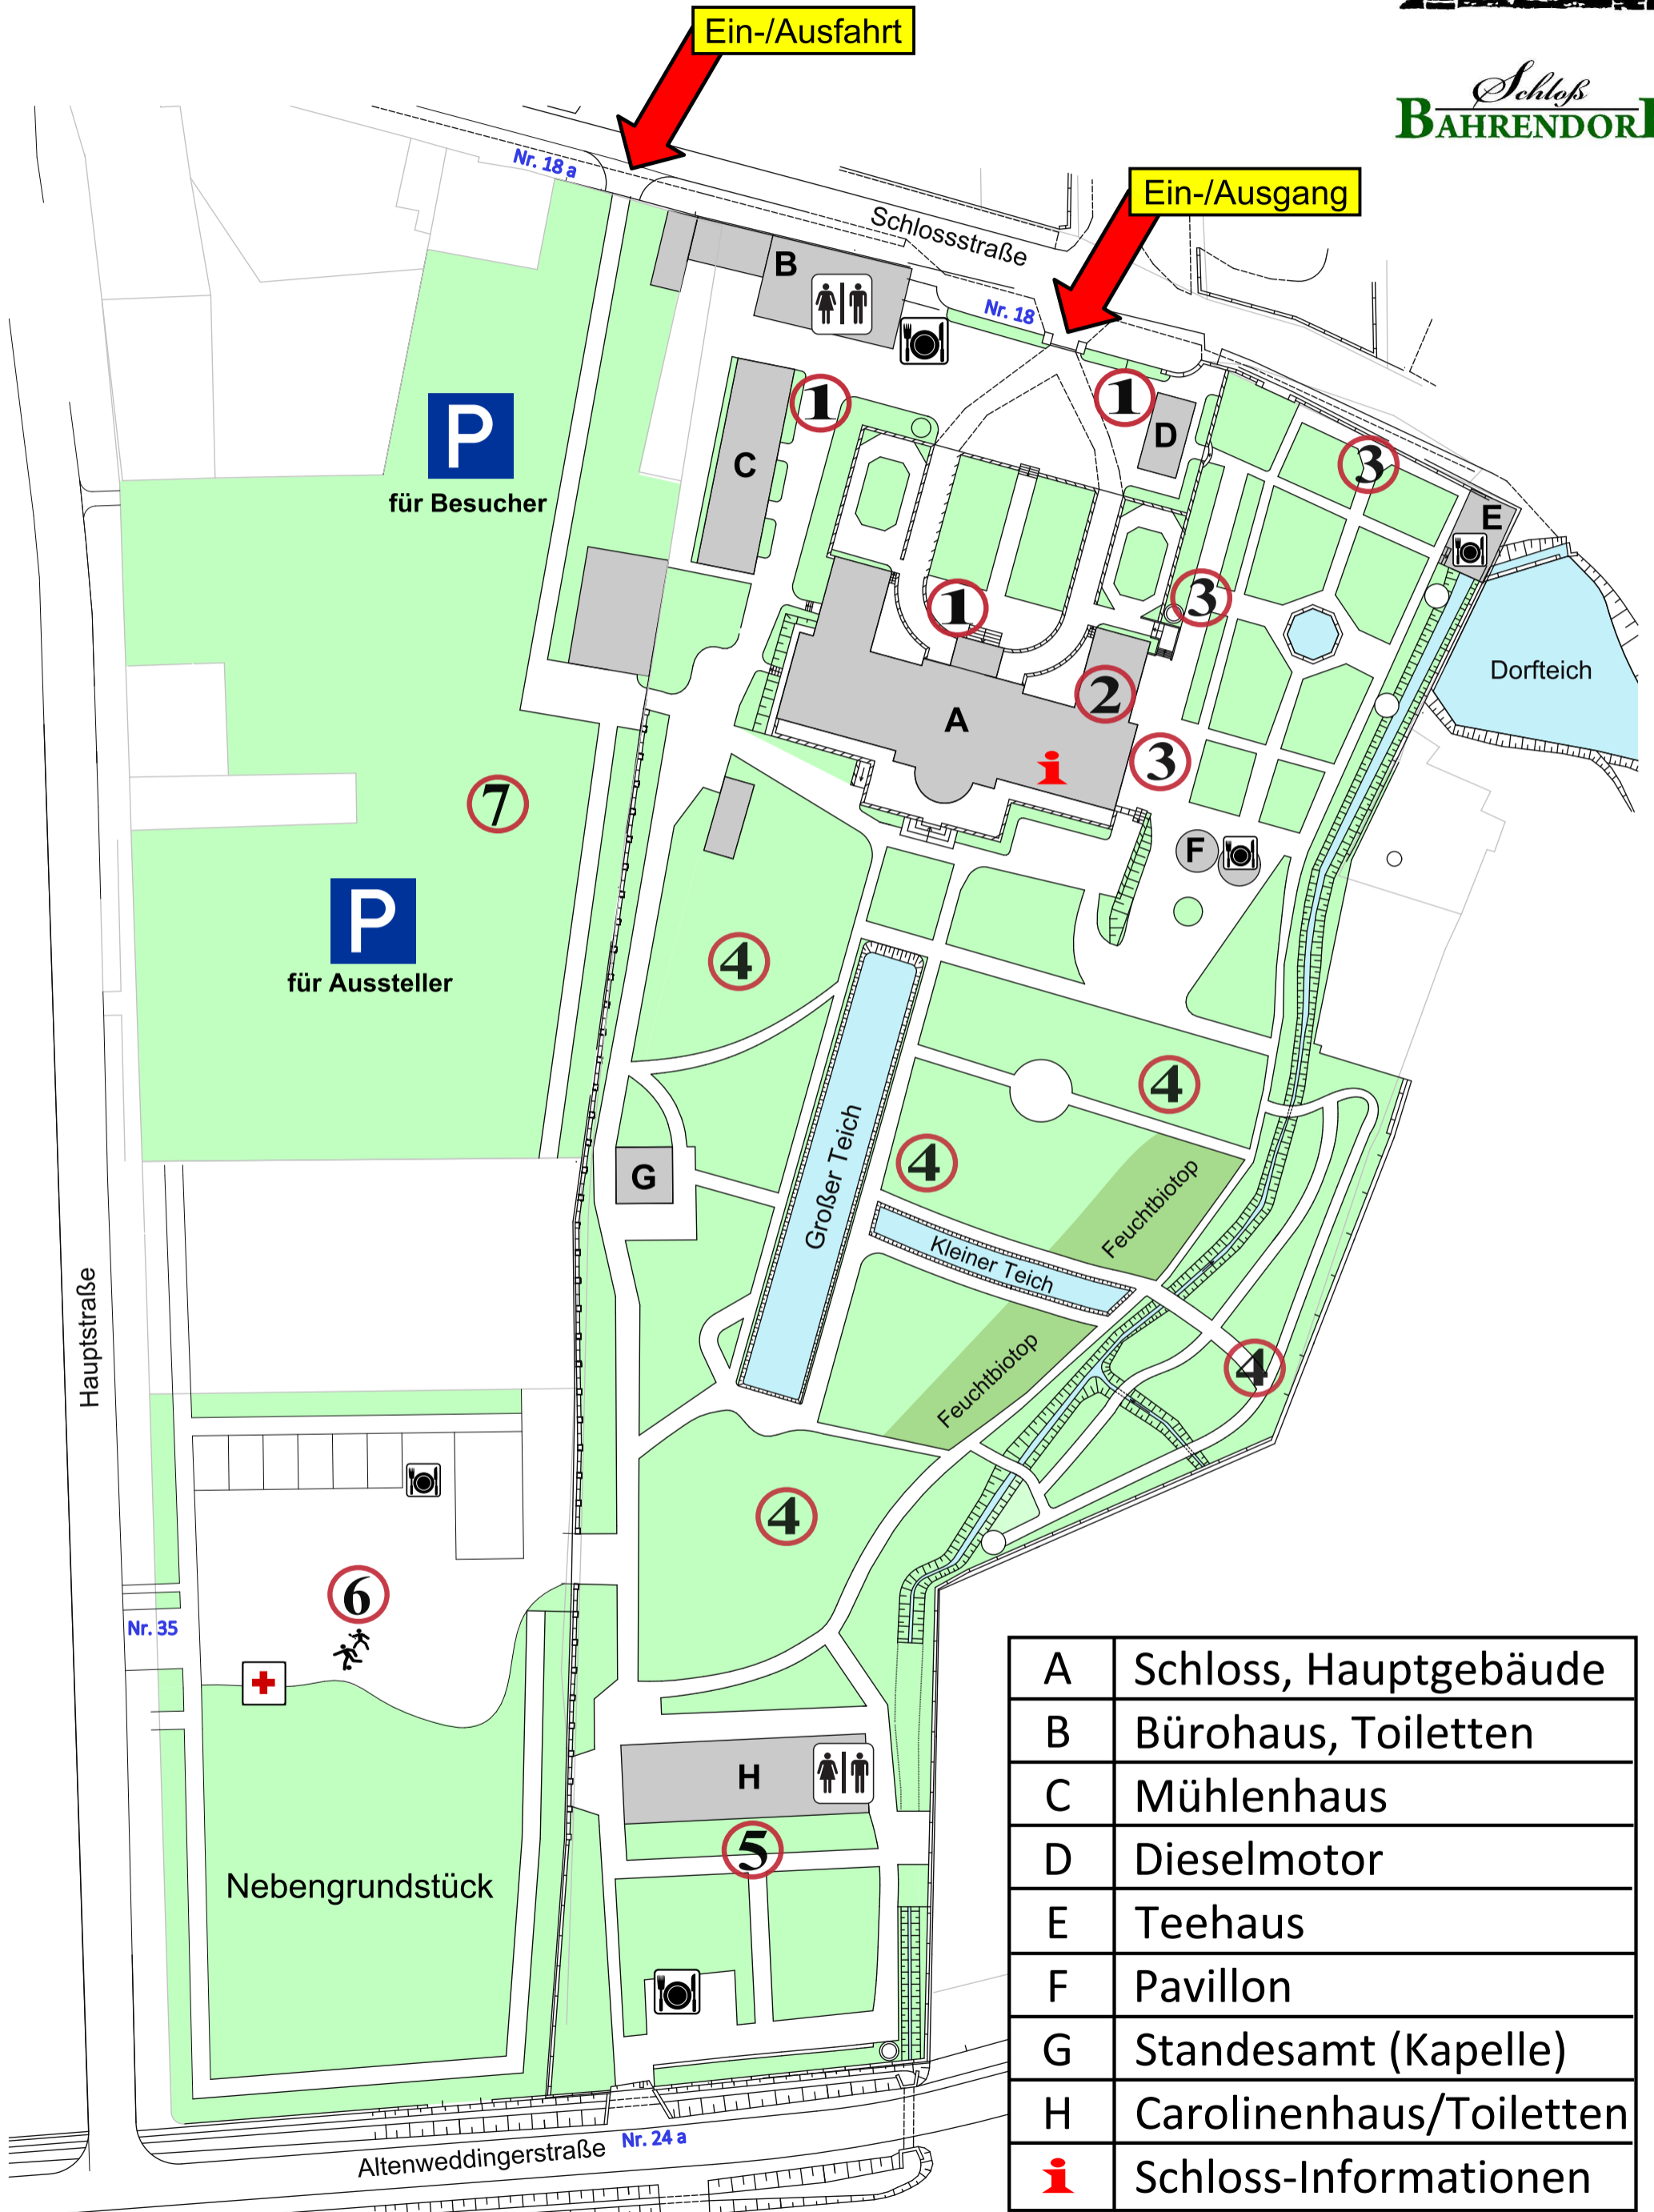 Ein-/Ausfahrt
Schloß
BAHRENDOR
Nr. 18 a
Ein-/Ausgang
Schlossstraße
B
Nr. 18
P
für Besucher
1
1
D
C
3
E
1
3
Dorfteich
2
A
3
i
7
F
P
für Aussteller
4
4
Großer Teich
4
G
Feuchtbiotop
Kleiner Teich
Hauptstraße
Feuchtbiotop
4
4
6
Nr. 35
H
5
Nebengrundstück
Altenweddingerstraße
Nr. 24 a
A Schloss, Hauptgebäude
B Bürohaus, Toiletten
C Mühlenhaus
D Dieselmotor
E Teehaus
F Pavillon
G Standesamt (Kapelle)
H Carolinenhaus/Toiletten
i Schloss-Informationen